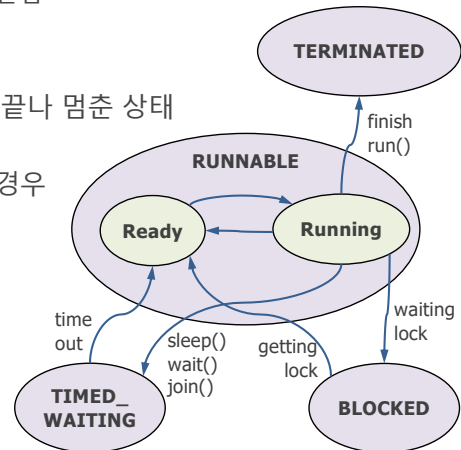 끝나 멈춘 상태
경우
TERMINATED
finish
run()
RUNNABLE
Ready
Running
time
out
sleep()
wait()
join()
getting
lock
waiting
lock
TIMED_
WAITING
BLOCKED